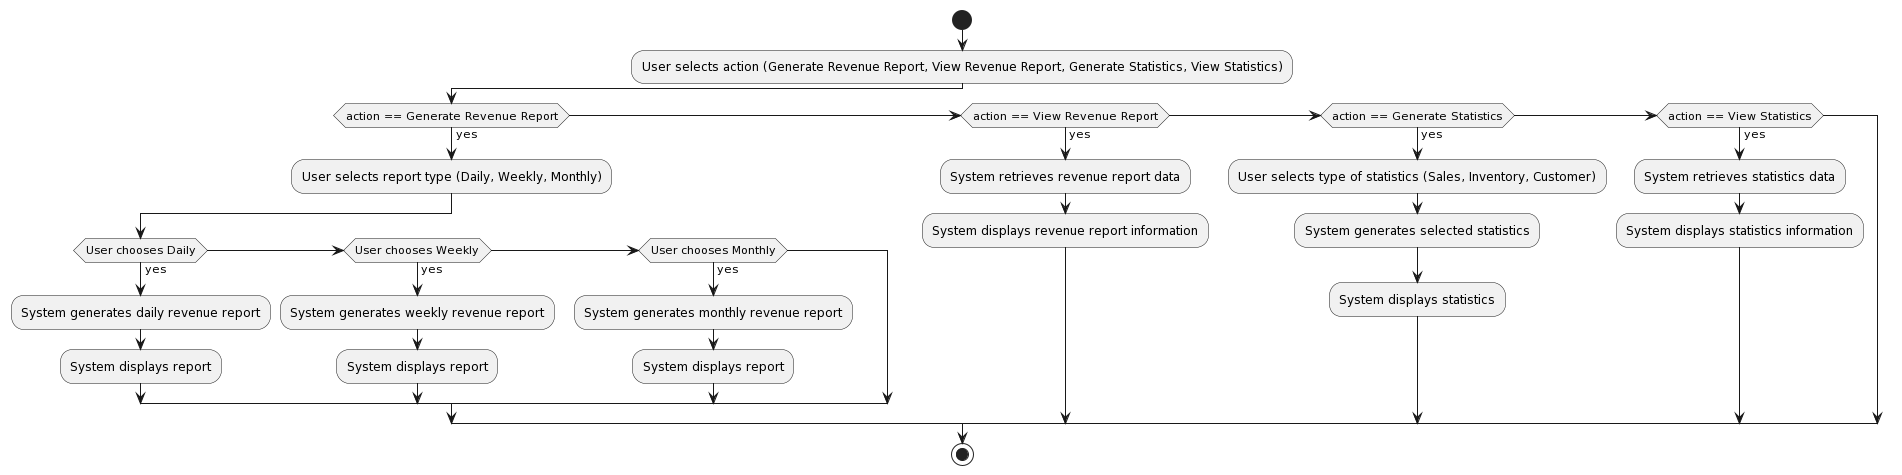 User selects action (Generate Revenue Report, View Revenue Report, Generate Statistics, View Statistics)
action == Generate Revenue Report
yes
action == View Revenue Report
yes
action == Generate Statistics
yes
action == View Statistics
yes
User selects report type (Daily, Weekly, Monthly)
System retrieves revenue report data
User selects type of statistics (Sales, Inventory, Customer)
System retrieves statistics data
System displays revenue report information
System generates selected statistics
System displays statistics information
User chooses Daily
yes
User chooses Weekly
yes
User chooses Monthly
yes
System displays statistics
System generates daily revenue report
System generates weekly revenue report
System generates monthly revenue report
System displays report
System displays report
System displays report